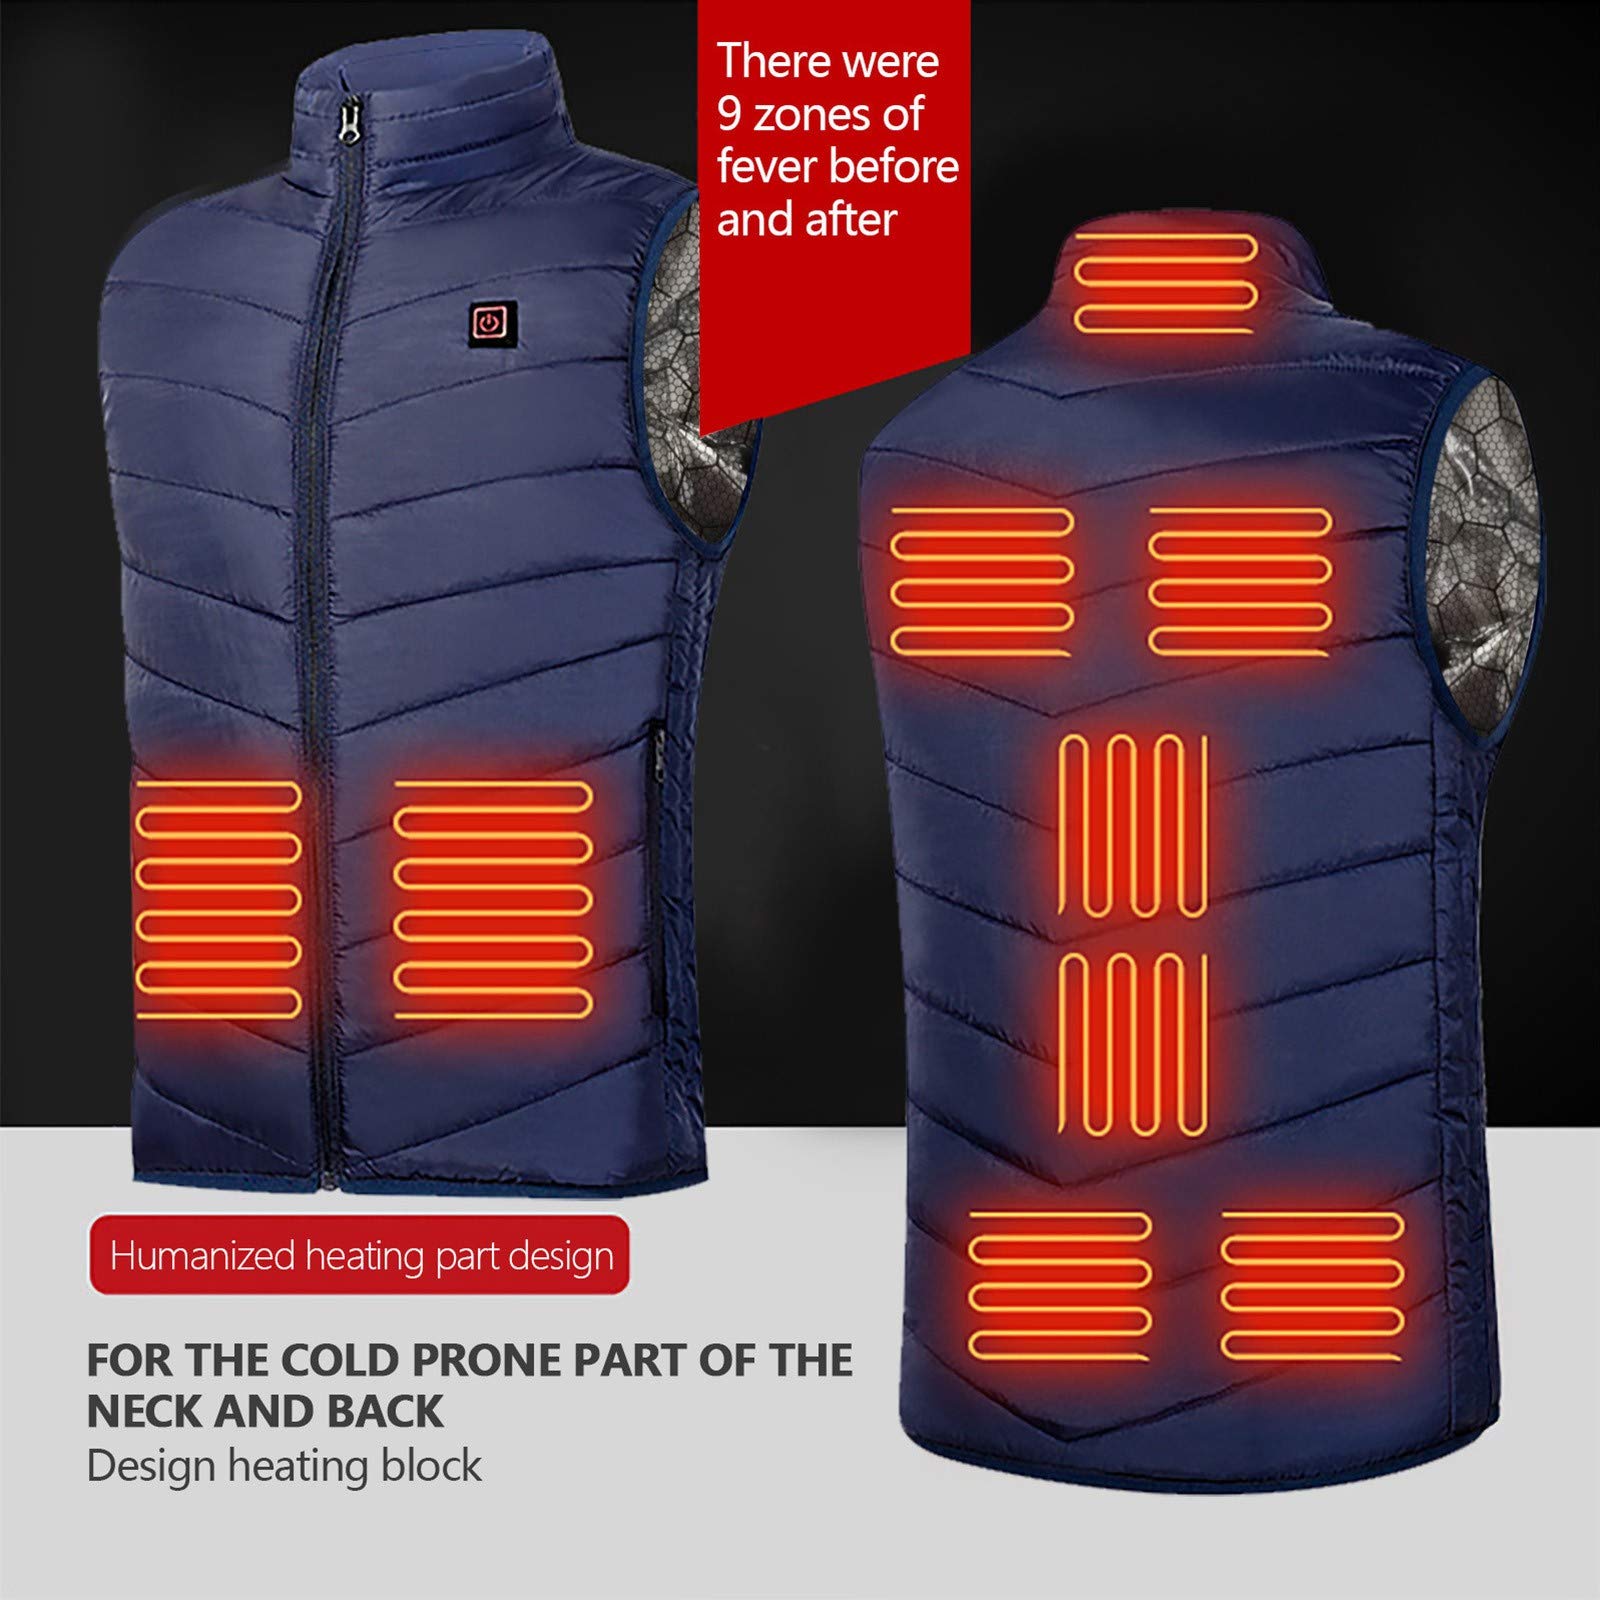 There were
9 zones of
fever before
and after
Humanized heating part design
FOR THE COLD PRONE PART OF THE
NECK AND BACK
Design heating block